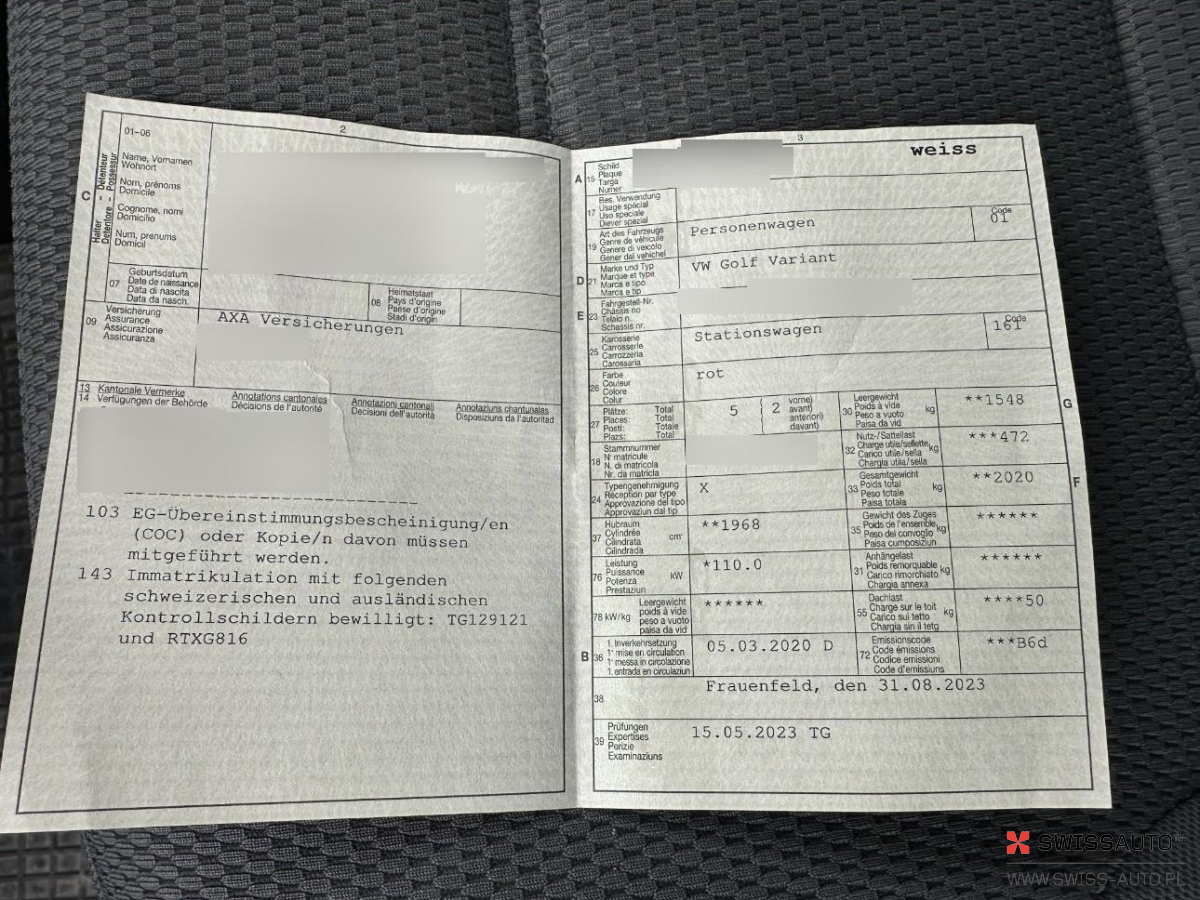 2
01-06
Halter - Détenteur
Detentore - Possessur
C
Name, Vornamen
Wohnort
Nom, prénoms
Domicile
Cognome, nomi
Domicilio
Num, prenums
Domicil
07
Geburtsdatum
Date de naissance
Data di nascita
Data da nasch.
08
Heimatstaat
Pays d'origine
Paese d'origine
Stadi d'origin
09
Versicherung
Assurance
Assicurazione
Assicuranza
AXA Versicherungen
13 Kantonale Vermerke
14 Verfügungen der Behörde
Annotations cantonales
Décisions de l'autorité
Annotazioni cantonali
Decisioni dell'autorità
Annotaziuns chantunalas
Disposiziuns da l'autoritad
103 EG-Übereinstimmungsbescheinigung/en
(COC) oder Kopie/n davon müssen
mitgeführt werden.
143 Immatrikulation mit folgenden
schweizerischen und ausländischen
Kontrollschildern bewilligt: TG129121
und RTXG816
3
A
15
Schild
Plaque
Targa
Numer
weiss
17
Bes. Verwendung
Usage spécial
Uso speciale
Diever spezial
19
Art des Fahrzeugs
Genre de véhicule
Genere di veicolo
Gener dal vehichel
Personenwagen
Code
01
D
21
Marke und Typ
Marque et type
Marca e tipo
Marca e tip
VW Golf Variant
E
23
Fahrgestell-Nr.
Châssis no
Telaio n.
Schassis nr.
25
Karosserie
Carrosserie
Carrozzeria
Carossaria
Stationswagen
Code
161
26
Farbe
Couleur
Colore
Colur
rot
27
Plätze: Total
Places: Total
Posti: Totale
Plazs: Total
5
2
vorne)
avant)
anteriori)
davant)
30
Leergewicht
Poids à vide
Peso a vuoto
Paisa da vid
kg
**1548
G
18
Stammnummer
N° matricule
N. di matricola
Nr. da matricla
32
Nutz-/Sattellast
Charge utile/sellette
Carico utile/sella
Chargia utila/sella
kg
***472
24
Typengenehmigung
Réception par type
Approvazione del tipo
Approvaziun dal tip
X
33
Gesamtgewicht
Poids total
Peso totale
Paisa totala
kg
**2020
F
37
Hubraum
Cylindrée
Cilindrata
Cilindrada
cm³
**1968
35
Gewicht des Zuges
Poids de l'ensemble
Peso del convoglio
Paisa cumposiziun
kg
******
76
Leistung
Puissance
Potenza
Prestaziun
kW
*110.0
31
Anhängelast
Poids remorquable
Carico rimorchiato
Chargia annexa
kg
******
78 kW/kg
Leergewicht
poids à vide
peso a vuoto
paisa da vid
******
55
Dachlast
Charge sur le toit
Carico sul tetto
Chargia sin il tetg
kg
****50
B
36
1. Inverkehrsetzung
1re mise en circulation
1a messa in circolazione
1. entrada en circulaziun
05.03.2020 D
72
Emissionscode
Code émissions
Codice emissioni
Code d'emissiuns
***B6d
38
Frauenfeld, den 31.08.2023
39
Prüfungen
Expertises
Perizie
Examinaziuns
15.05.2023 TG
SWISSAUTO
WWW.SWISS-AUTO.PL